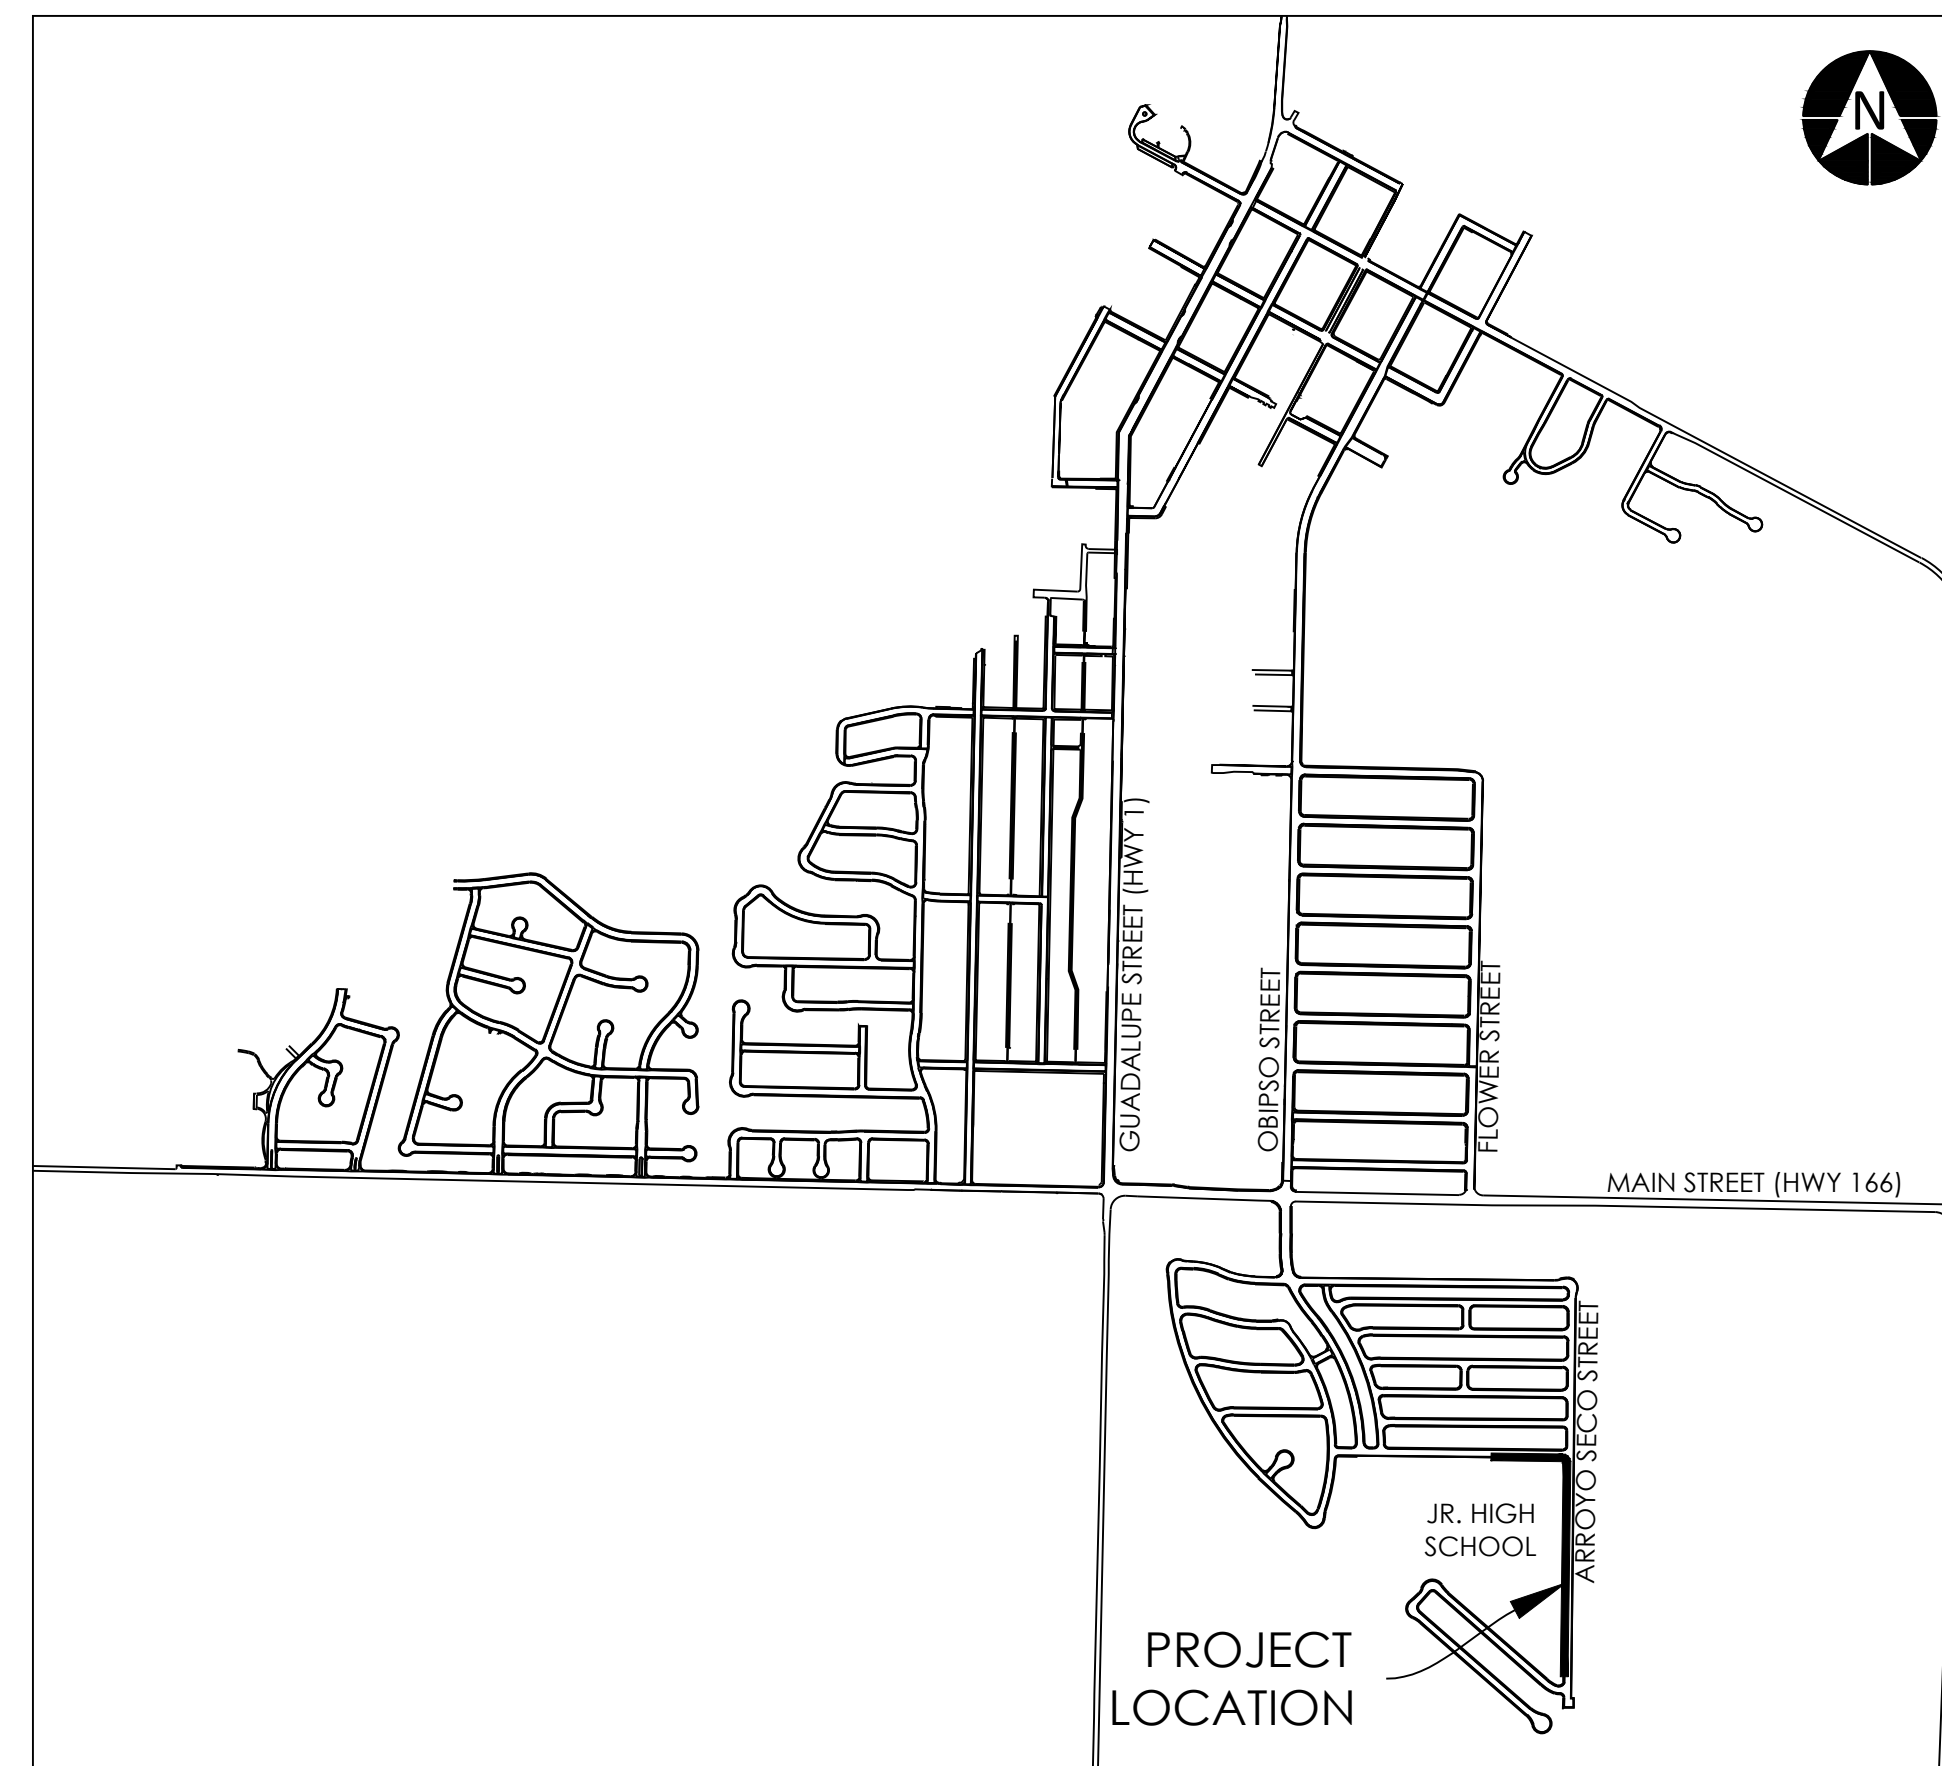 N
GUADALUPE STREET (HWY 1)
OBIPSO STREET
FLOWER STREET
MAIN STREET (HWY 166)
ARROYO SECO STREET
JR. HIGH
SCHOOL
PROJECT
LOCATION